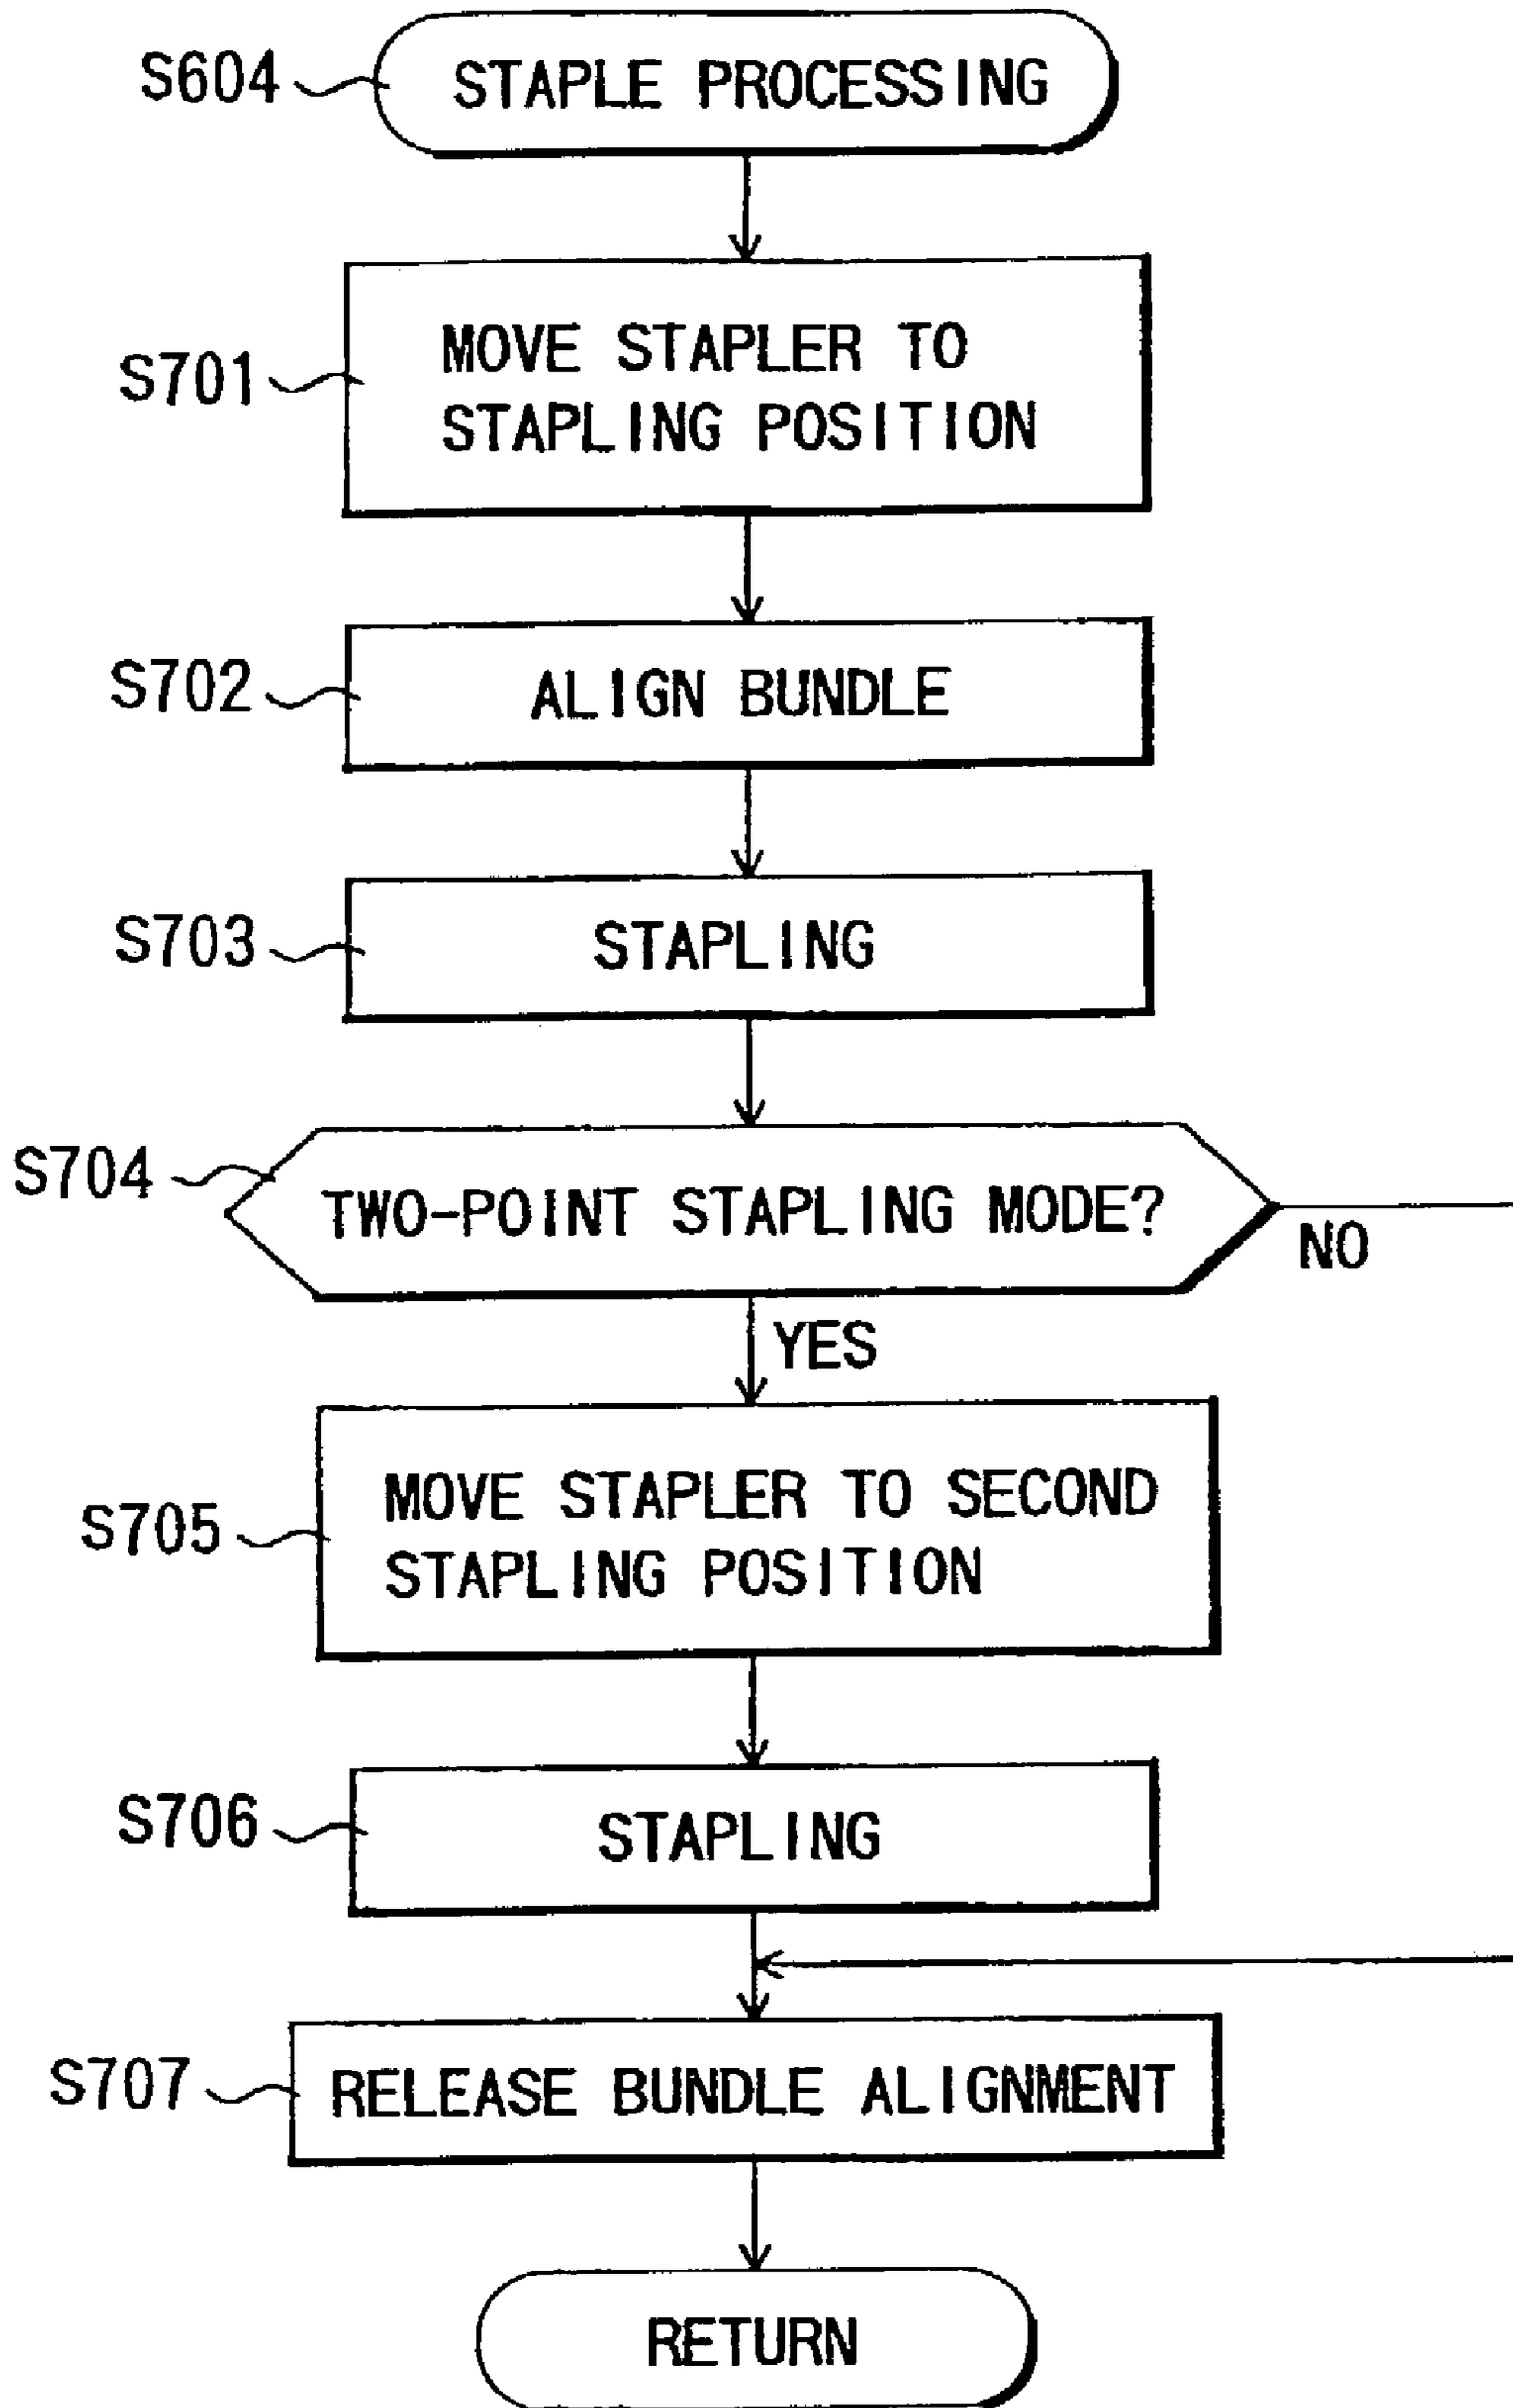 S604
STAPLE PROCESSING
S701
MOVE STAPLER TO
STAPLING POSITION
S702
ALIGN BUNDLE
S703
STAPLING
S704
TWO-POINT STAPLING MODE?
NO
YES
S705
MOVE STAPLER TO SECOND
STAPLING POSITION
S706
STAPLING
S707
RELEASE BUNDLE ALIGNMENT
RETURN